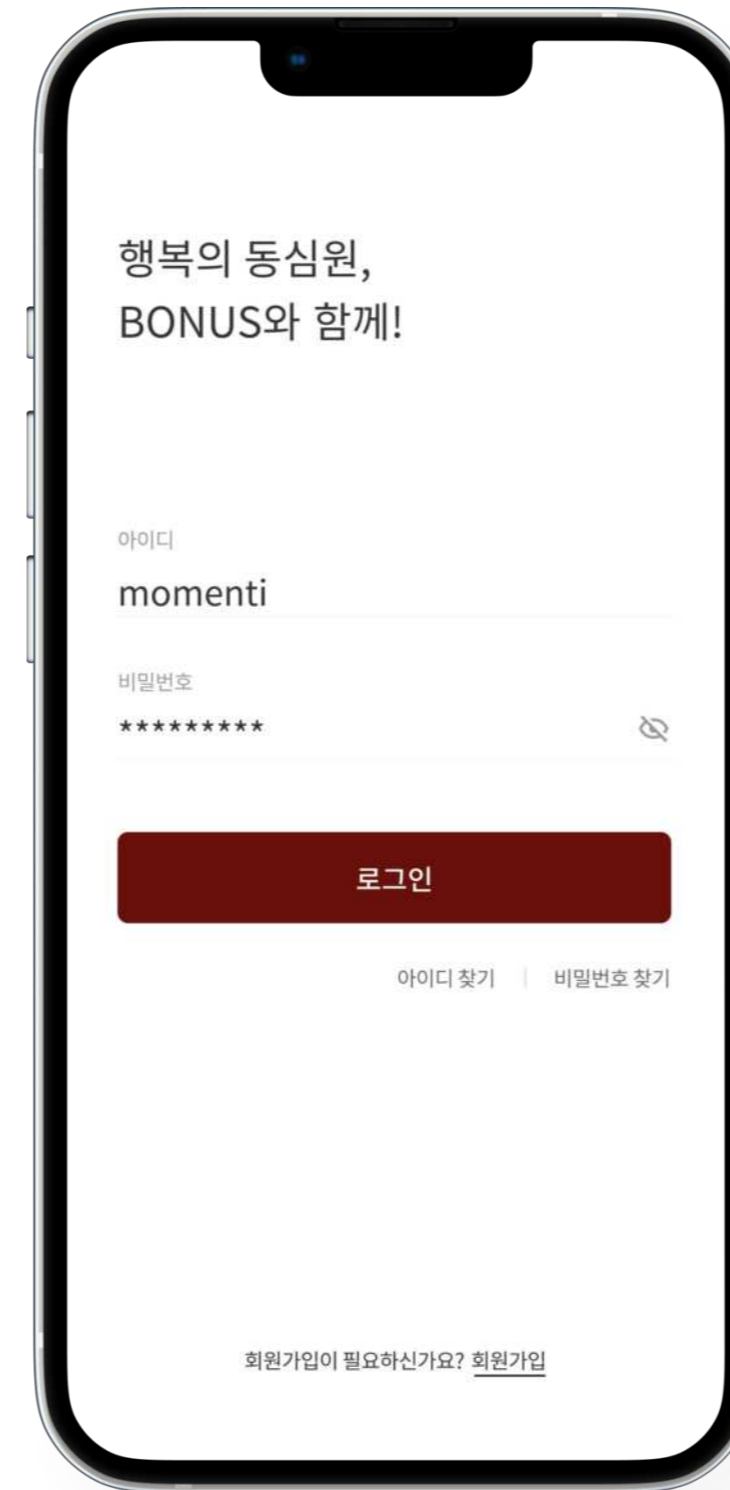 행복의 동심원,
BONUS와 함께!
아이디
momenti
비밀번호
*********
로그인
아이디 찾기 | 비밀번호 찾기
회원가입이 필요하신가요? 회원가입